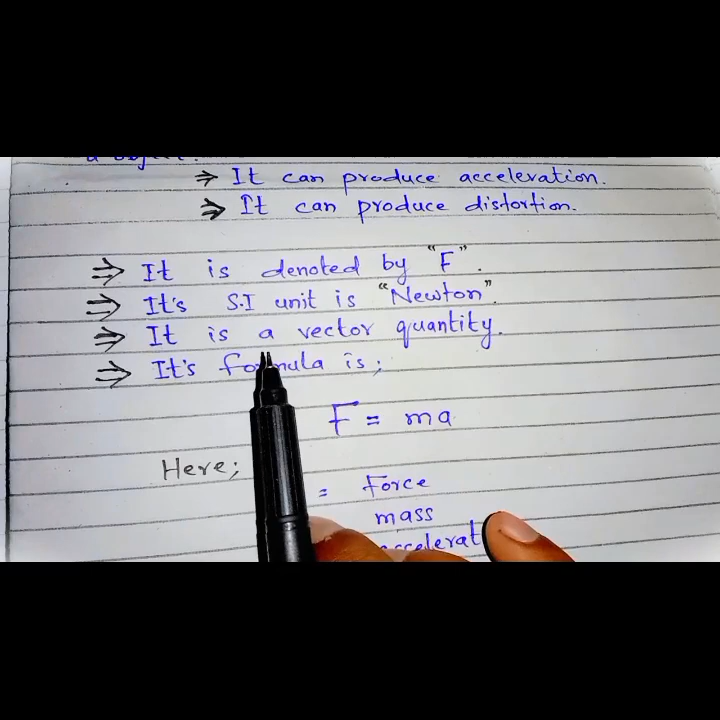 a object.
⇒ It can produce acceleration.
⇒ It can produce distortion.
⇒ It is denoted by "F".
⇒ It's S.I unit is "Newton".
⇒ It is a vector quantity.
⇒ It's formula is;
F = ma
Here;
= Force
mass